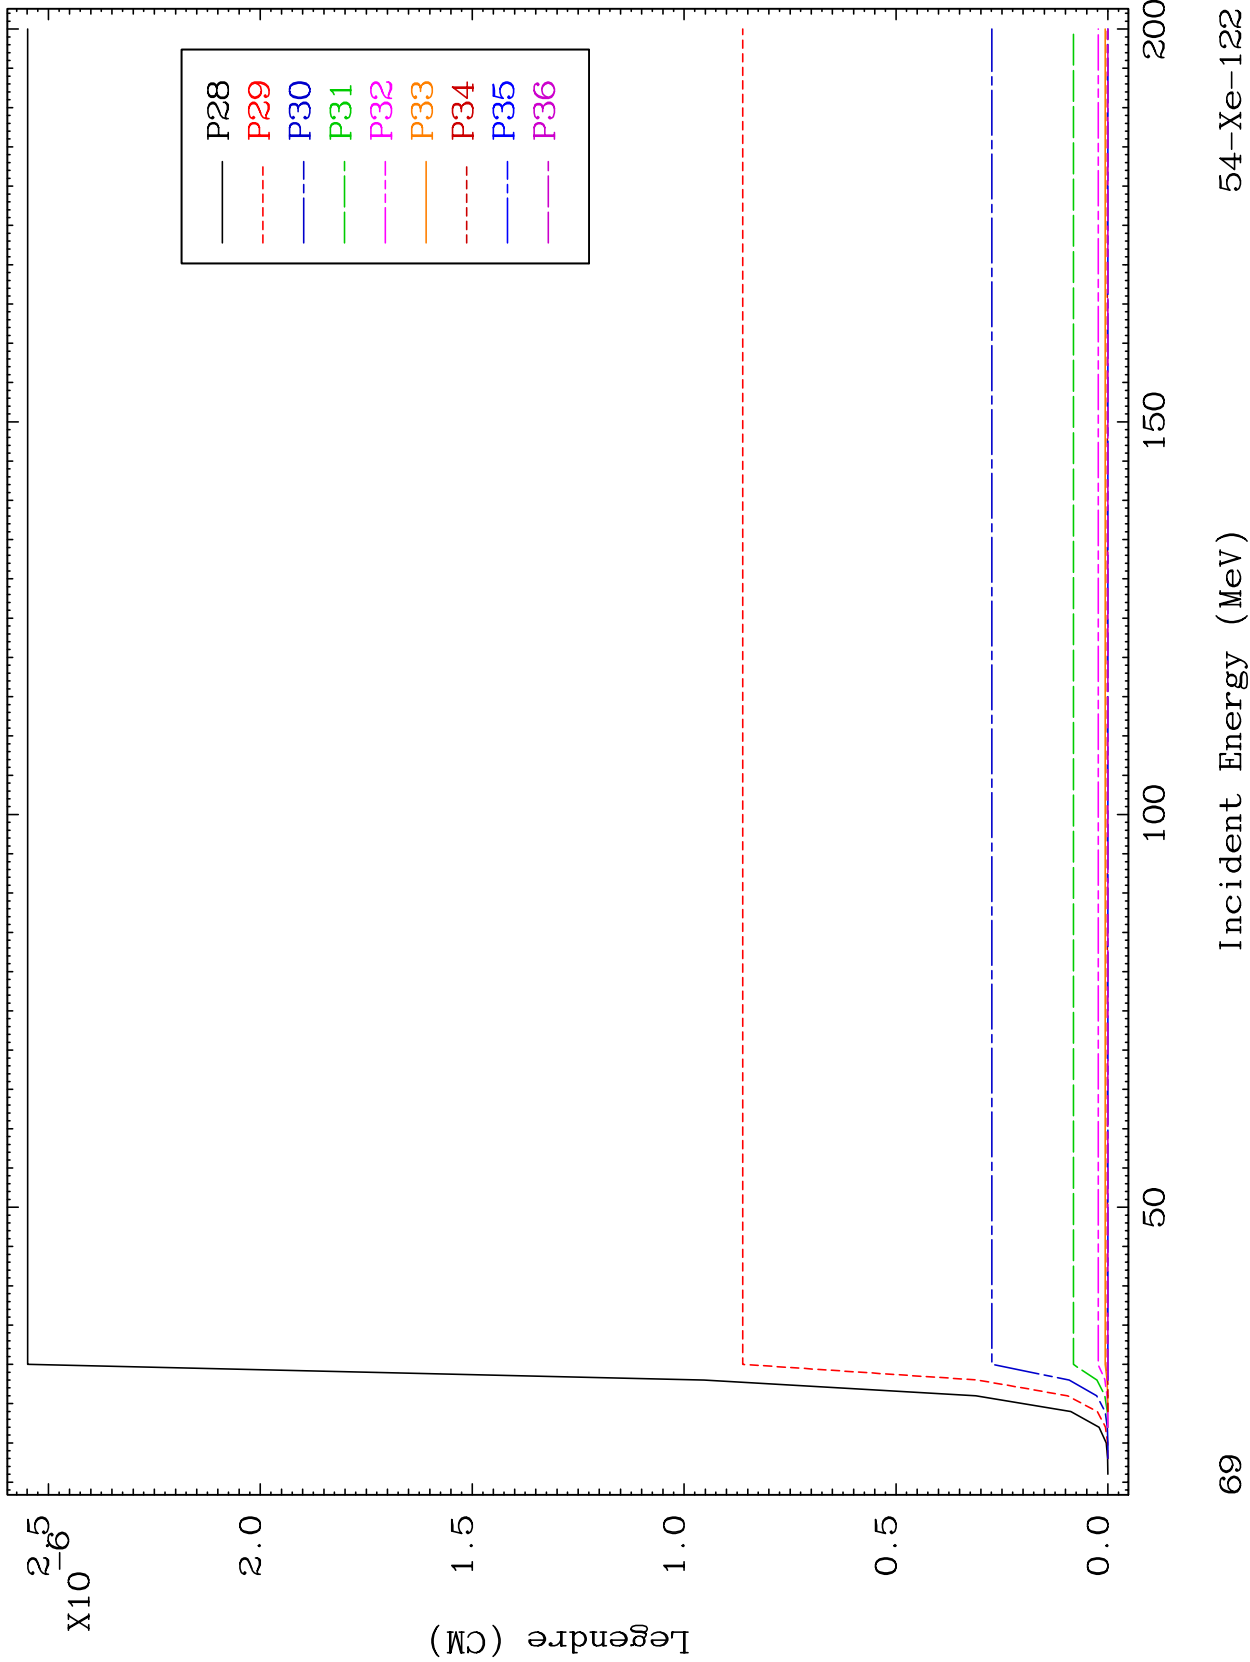 P28
P29
P30
P31
P32
P33
P34
P35
P36
X10 -6
2.5
2.0
1.5
1.0
0.5
0.0
Legendre (CM)
50
100
150
200
Incident Energy (MeV)
69
54-Xe-122